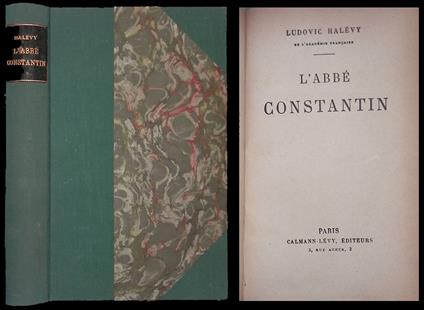 HALÉVY
L'ABBÉ
CONSTANTIN
LUDOVIC HALÉVY
DE L'ACADÉMIE FRANÇAISE
L'ABBÉ
CONSTANTIN
PARIS
CALMANN-LÉVY, ÉDITEURS
3, RUE AUBER, 3